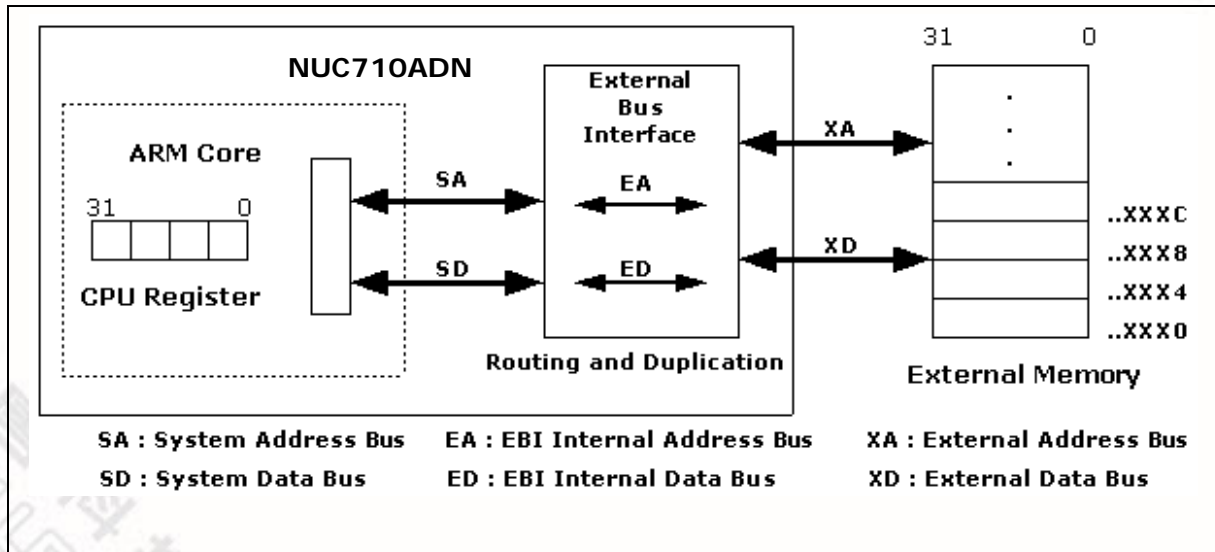 NUC710ADN
ARM Core
31 0
CPU Register
SA
SD
External
Bus
Interface
EA
ED
Routing and Duplication
XA
XD
31 0
.
.
.
..XXXC
..XXX8
..XXX4
..XXX0
External Memory
SA : System Address Bus EA : EBI Internal Address Bus XA : External Address Bus
SD : System Data Bus ED : EBI Internal Data Bus XD : External Data Bus